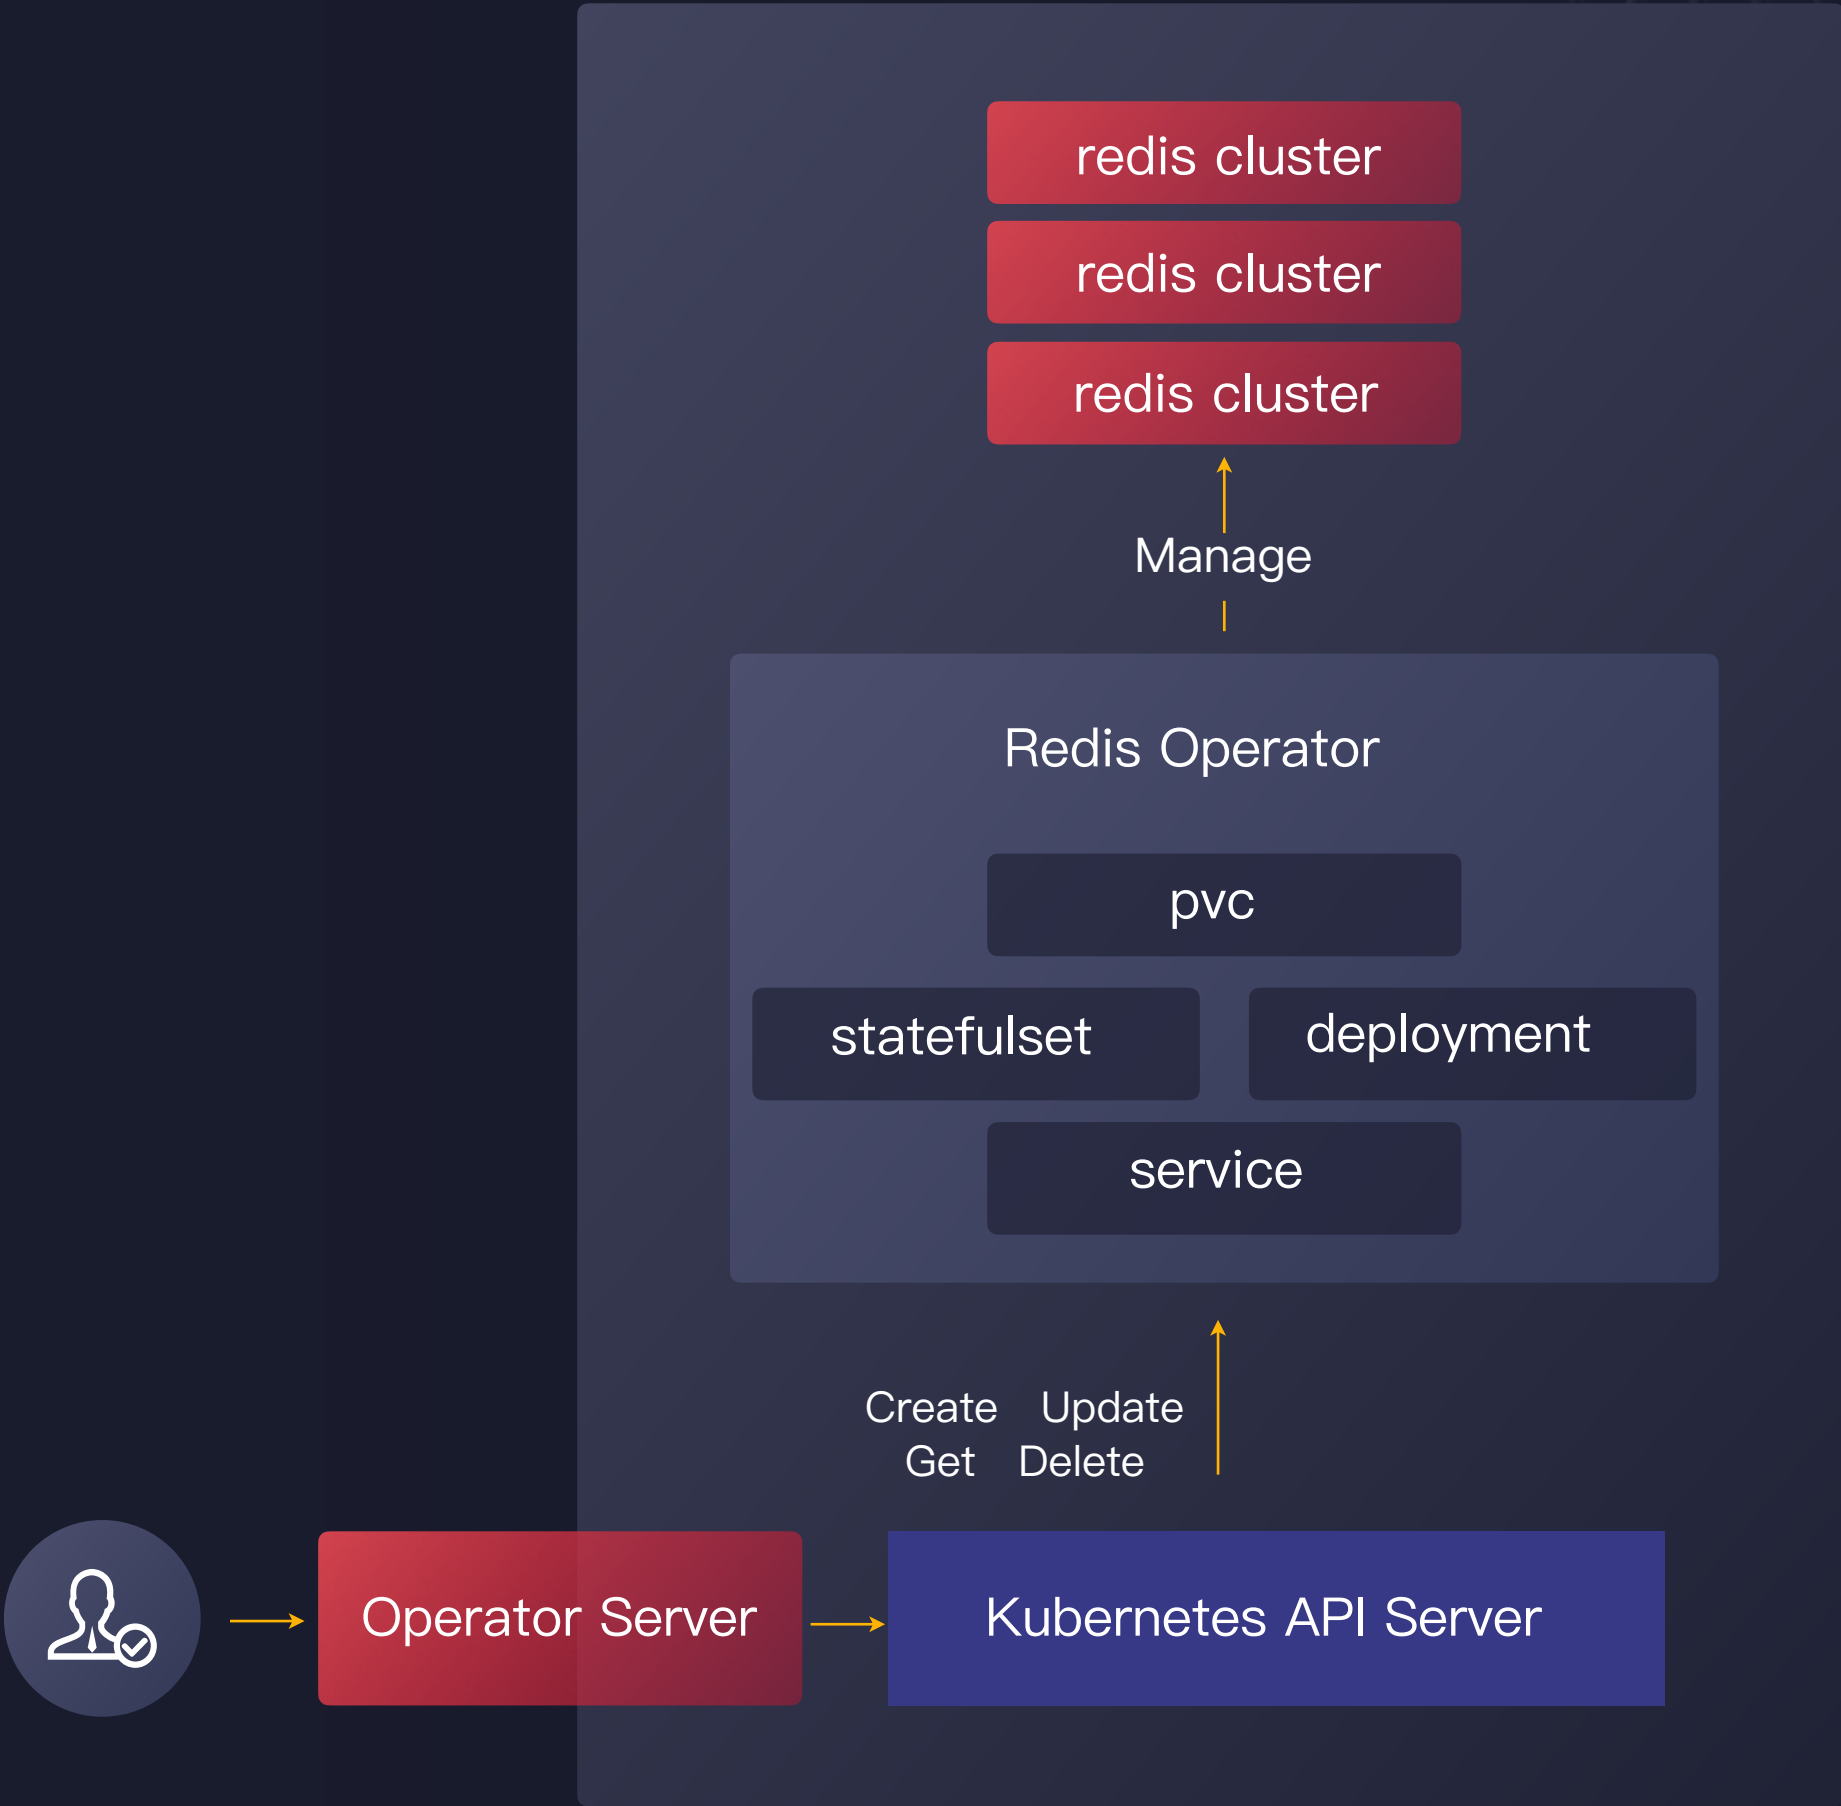 redis cluster
redis cluster
redis cluster
Manage
Redis Operator
pvc
statefulset
deployment
service
Create Update
Get Delete
Operator Server
Kubernetes API Server